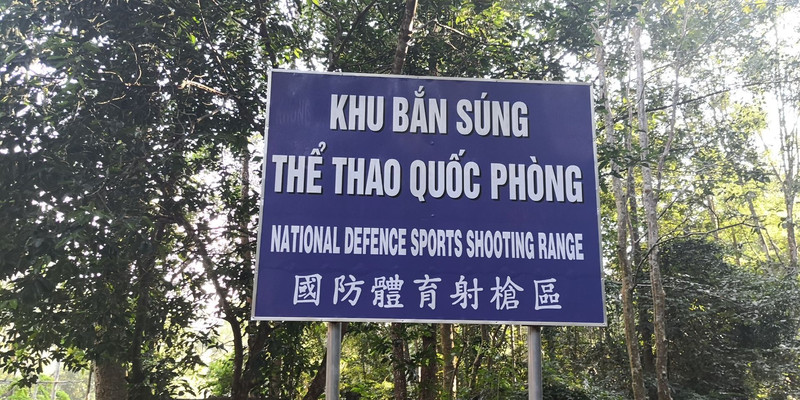 KHU BẮN SÚNG
THỂ THAO QUỐC PHÒNG
NATIONAL DEFENCE SPORTS SHOOTING RANGE
國防體育射槍區